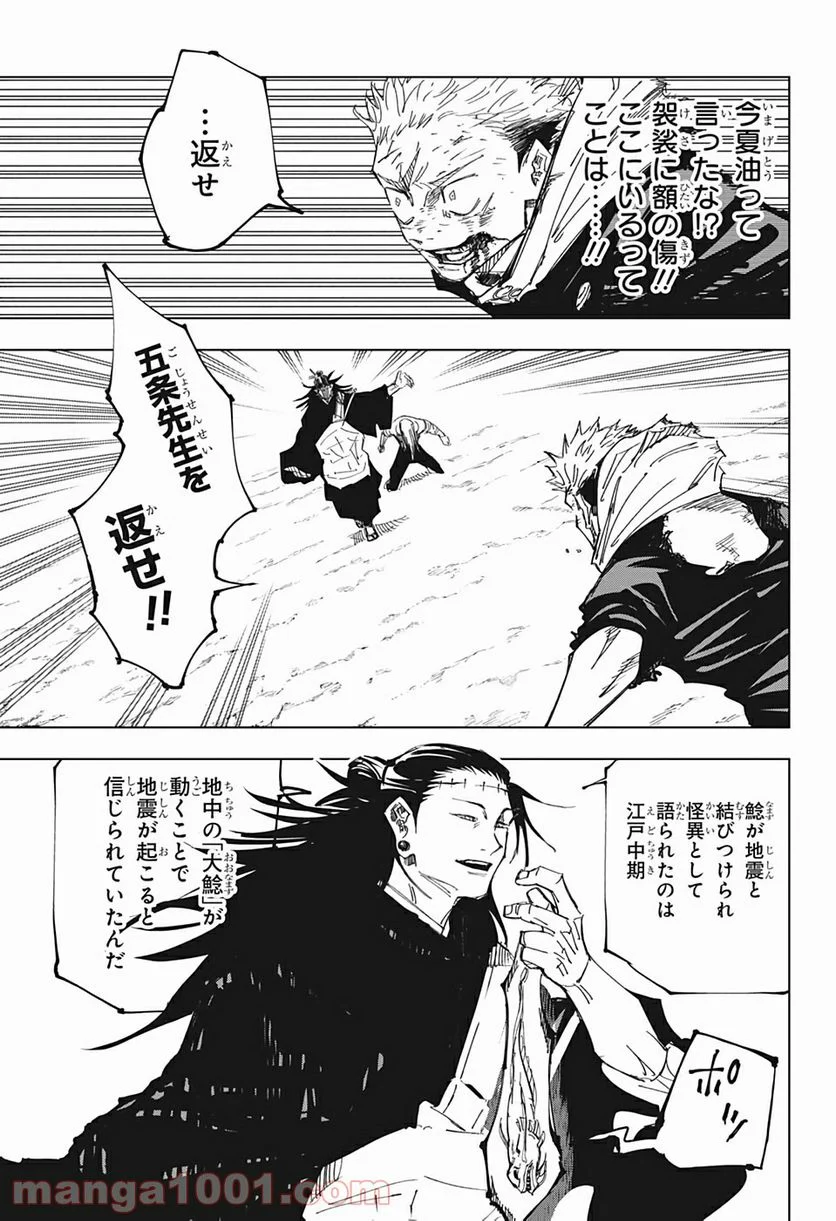 今夏油って
言ったな!?
袈裟に額の傷!!
ここにいるって
ことは………!!
…返せ
五条先生を
返せ!!
鯰が地震と
結びつけられ
怪異として
語られたのは
江戸中期
地中の「大鯰」が
動くことで
地震が起こると
信じられていたんだ
ポッ
manga1001.com